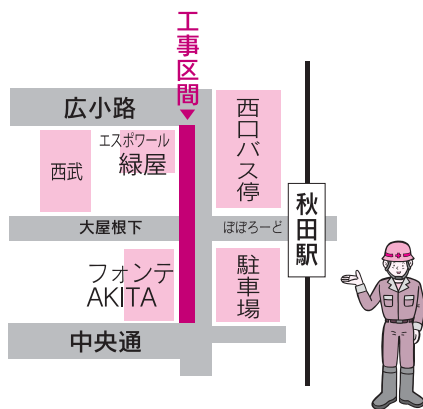 工事区間
広小路
エスポワール
緑屋
西武
西口バス停
秋田駅
大屋根下
ぽぽろーど
フォンテ
AKITA
駐車場
中央通